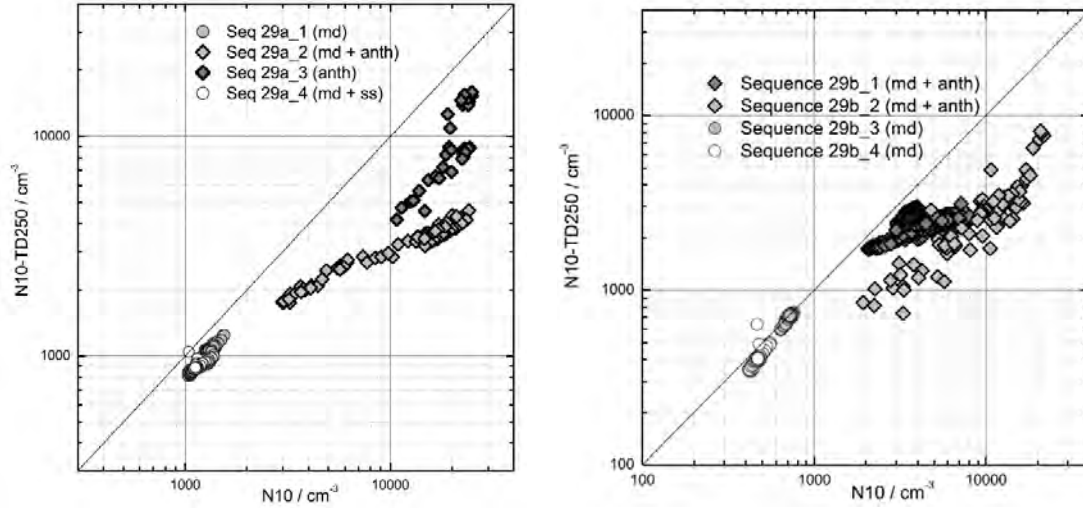 Seq 29a_1 (md)
Seq 29a_2 (md + anth)
Seq 29a_3 (anth)
Seq 29a_4 (md + ss)
10000
1000
N10-TD250 / cm⁻³
1000
10000
N10 / cm⁻³
Sequence 29b_1 (md + anth)
Sequence 29b_2 (md + anth)
Sequence 29b_3 (md)
Sequence 29b_4 (md)
10000
1000
100
N10-TD250 / cm⁻³
100
1000
10000
N10 / cm⁻³